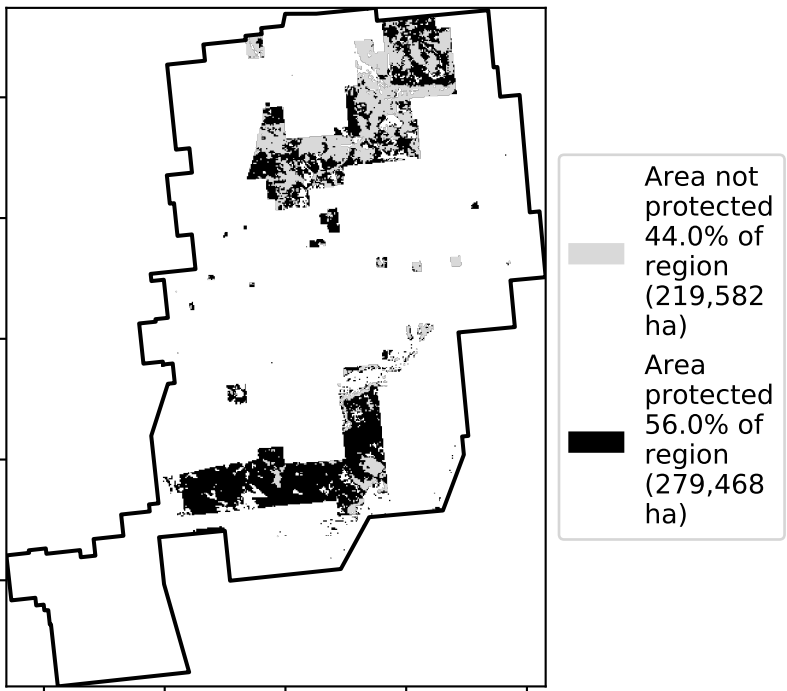 Area not
protected
44.0% of
region
(219,582
ha)
Area
protected
56.0% of
region
(279,468
ha)